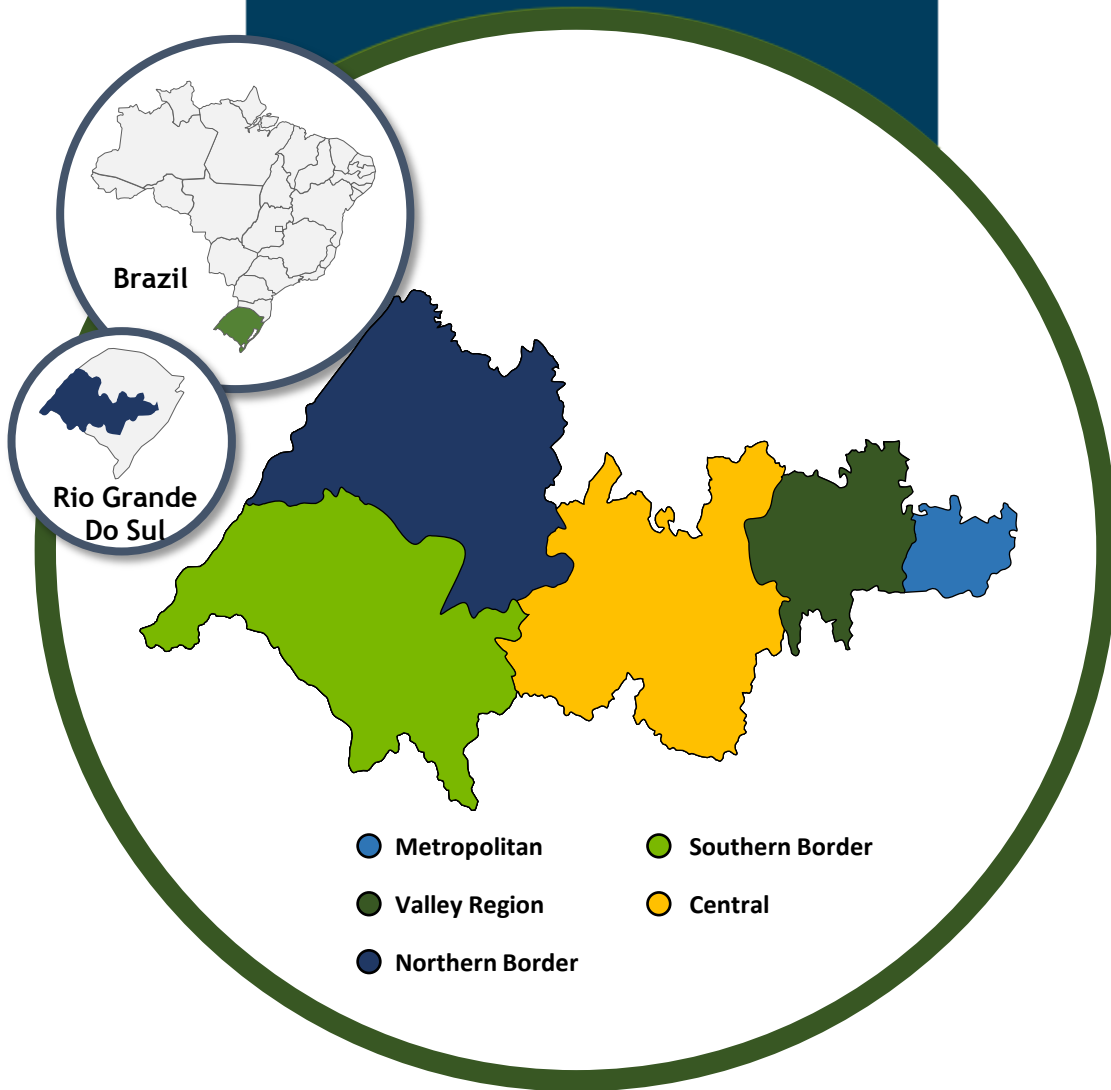 Brazil
Rio Grande
Do Sul
Metropolitan
Southern Border
Valley Region
Central
Northern Border